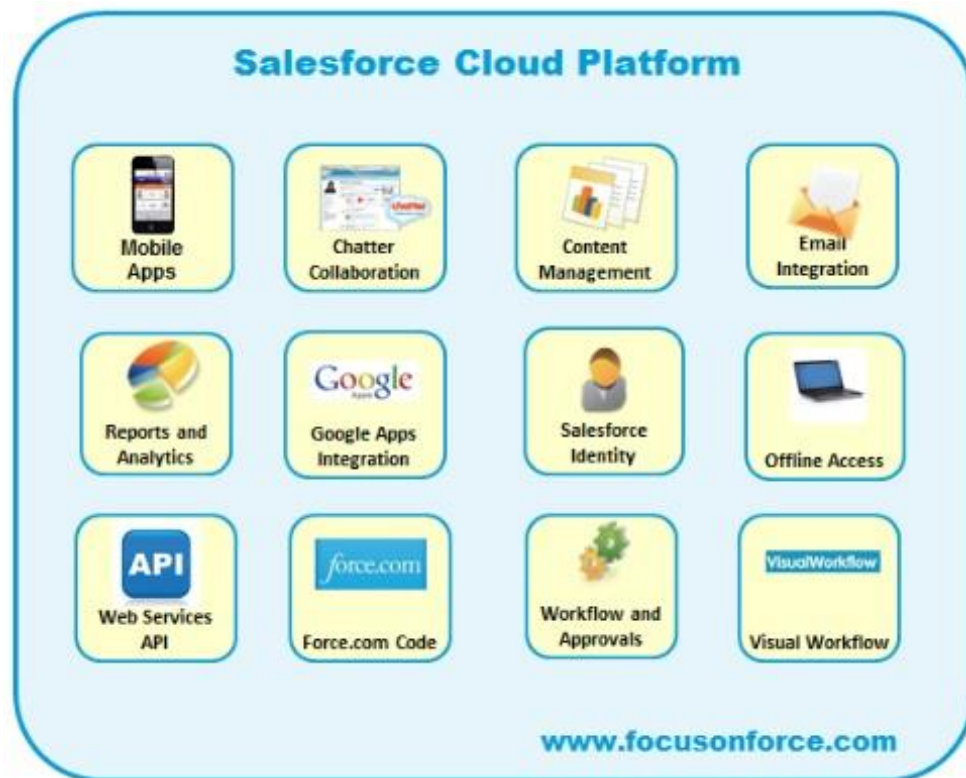 Salesforce Cloud Platform
Mobile
Apps
chatter
Chatter
Collaboration
Content
Management
Email
Integration
Reports and
Analytics
Google
Apps
Google Apps
Integration
Salesforce
Identity
Offline Access
API
Web Services
API
force.com
Force.com Code
Workflow and
Approvals
VisualWorkflow
Visual Workflow
www.focusonforce.com